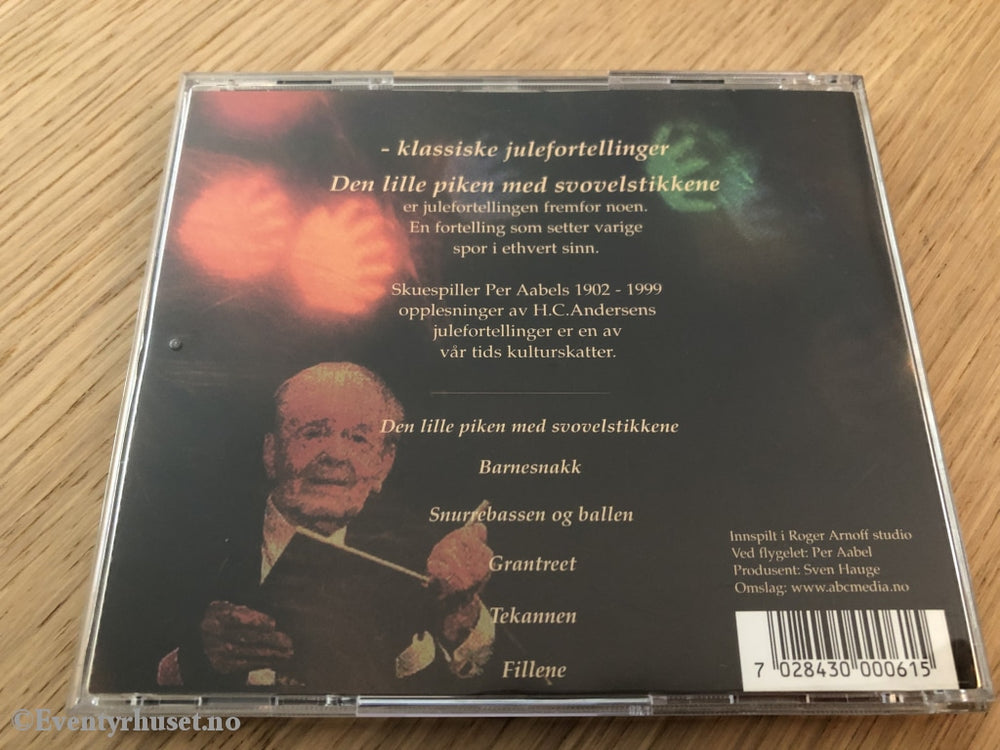 - klassiske julefortellinger
Den lille piken med svovelstikkene
er julefortellingen fremfor noen.
En fortelling som setter varige
spor i ethvert sinn.
Skuespiller Per Aabels 1902 - 1999
opplesninger av H.C.Andersens
julefortellinger er en av
vår tids kulturskatter.
Den lille piken med svovelstikkene
Barnesnakk
Snurrebassen og ballen
Grantreet
Tekannen
Fillene
Innspilt i Roger Arnoff studio
Ved flygelet: Per Aabel
Produsent: Sven Hauge
Omslag: www.abcmedia.no
7 028430 000615
©Eventyrhuset.no